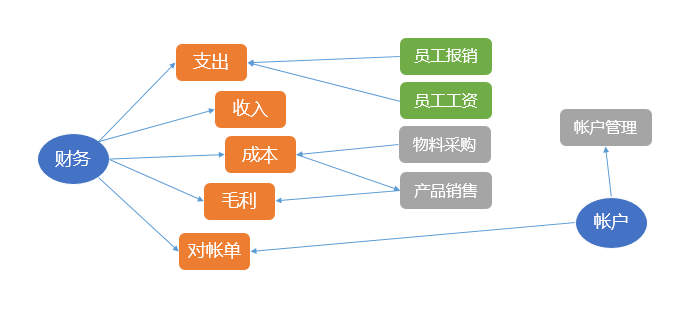 支出
员工报销
收入
员工工资
帐户管理
财务
成本
物料采购
毛利
产品销售
帐户
对帐单